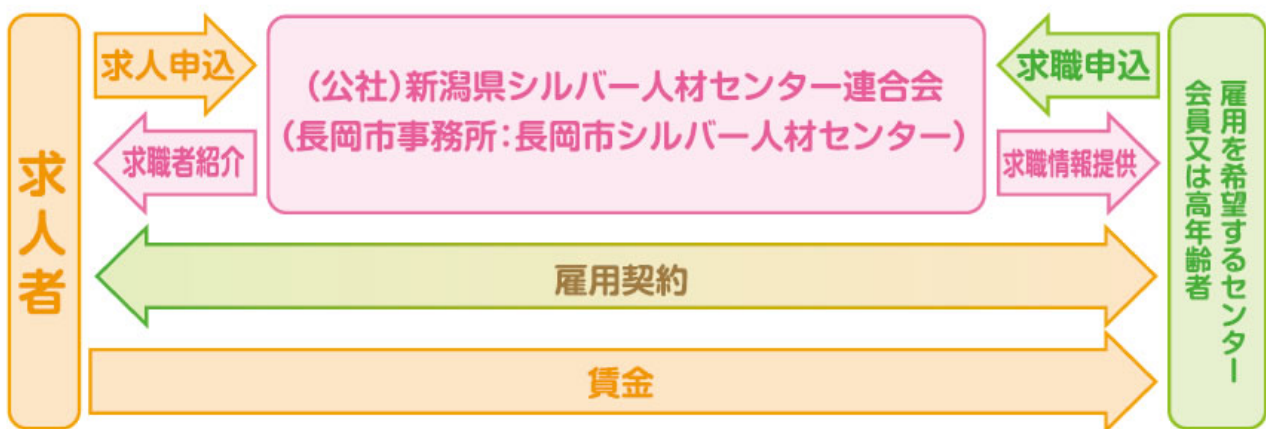 求人者
求人申込
求職者紹介
(公社)新潟県シルバー人材センター連合会
(長岡市事務所:長岡市シルバー人材センター)
求職申込
求職情報提供
雇用契約
賃金
雇用を希望するセンター
会員又は高年齢者